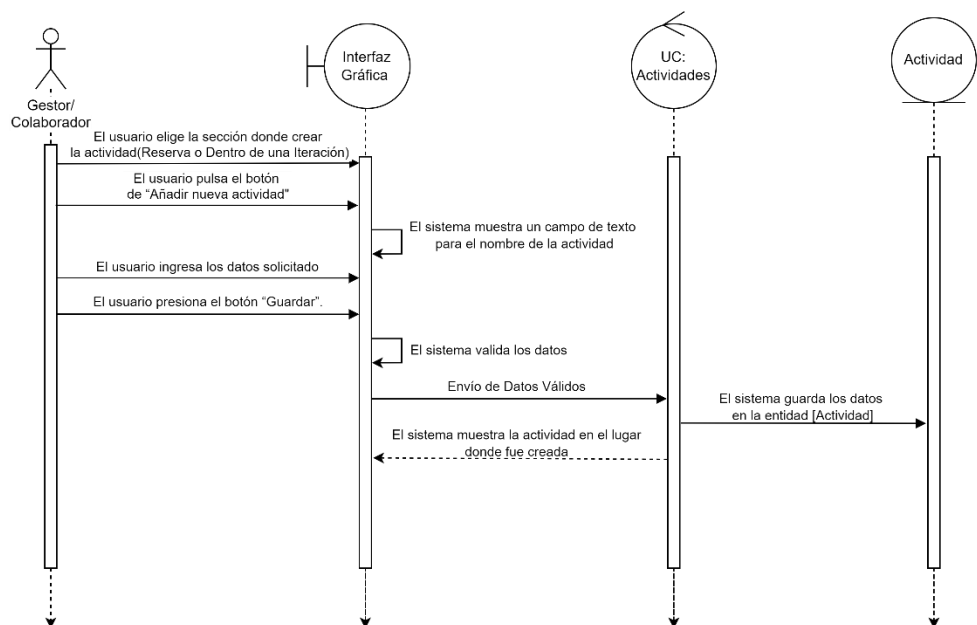 Gestor/
Colaborador
Interfaz
Gráfica
UC:
Actividades
Actividad
El usuario elige la sección donde crear
la actividad(Reserva o Dentro de una Iteración)
El usuario pulsa el botón
de “Añadir nueva actividad"
El sistema muestra un campo de texto
para el nombre de la actividad
El usuario ingresa los datos solicitado
El usuario presiona el botón “Guardar”.
El sistema valida los datos
Envío de Datos Válidos
El sistema guarda los datos
en la entidad [Actividad]
El sistema muestra la actividad en el lugar
donde fue creada